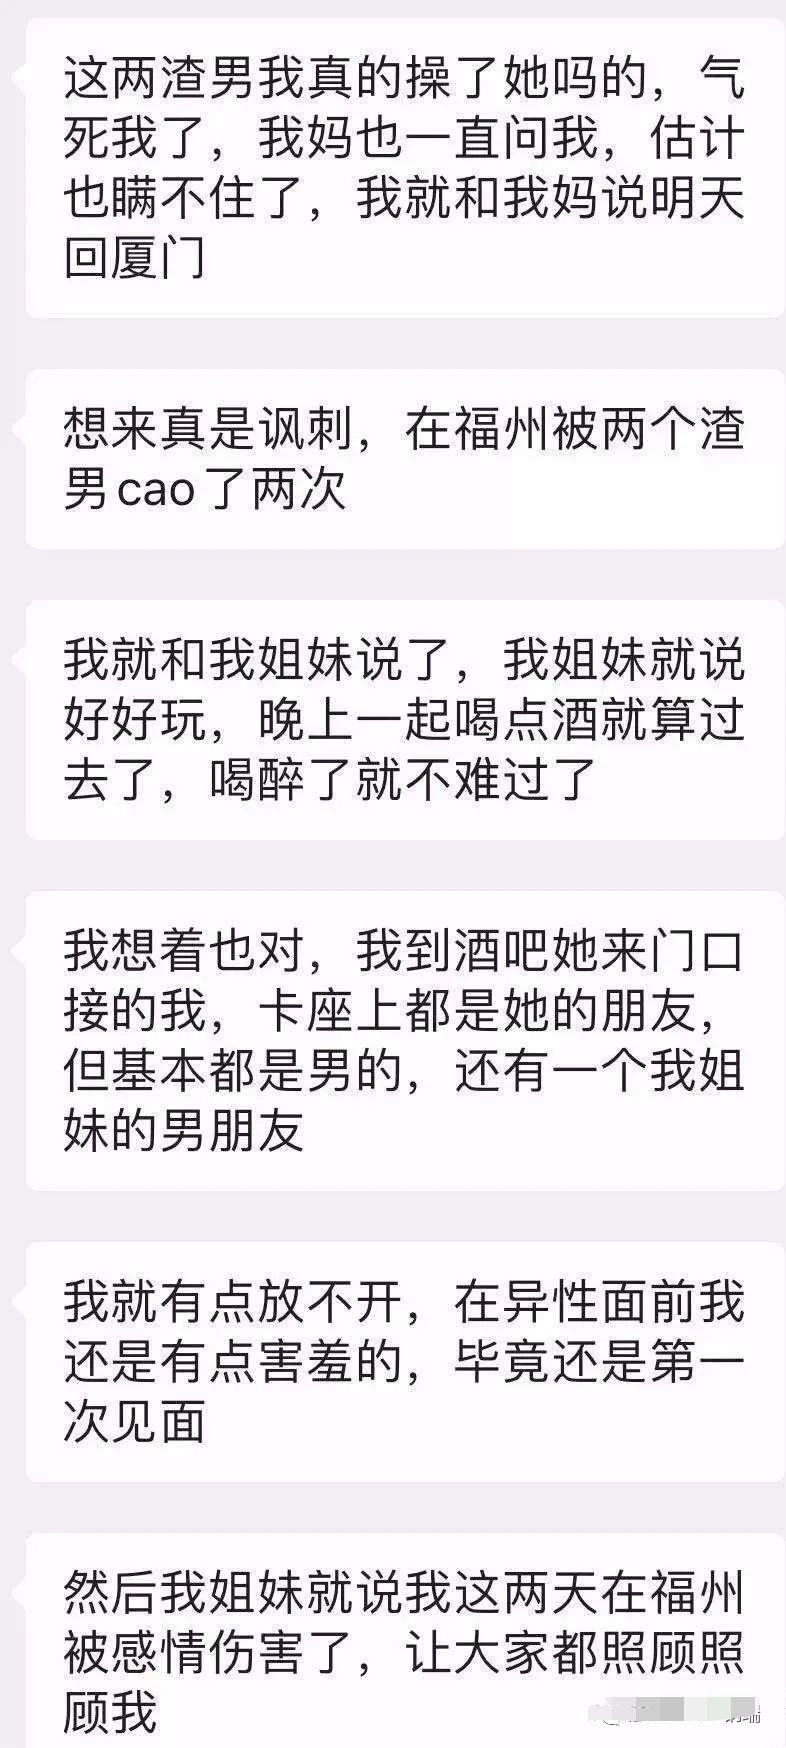 这两渣男我真的操了她吗的，气
死我了，我妈也一直问我，估计
也瞒不住了，我就和我妈说明天
回厦门
想来真是讽刺，在福州被两个渣
男cao了两次
我就和我姐妹说了，我姐妹就说
好好玩，晚上一起喝点酒就算过
去了，喝醉了就不难过了
我想着也对，我到酒吧她来门口
接的我，卡座上都是她的朋友，
但基本都是男的，还有一个我姐
妹的男朋友
我就有点放不开，在异性面前我
还是有点害羞的，毕竟还是第一
次见面
然后我姐妹就说我这两天在福州
被感情伤害了，让大家都照顾照
顾我